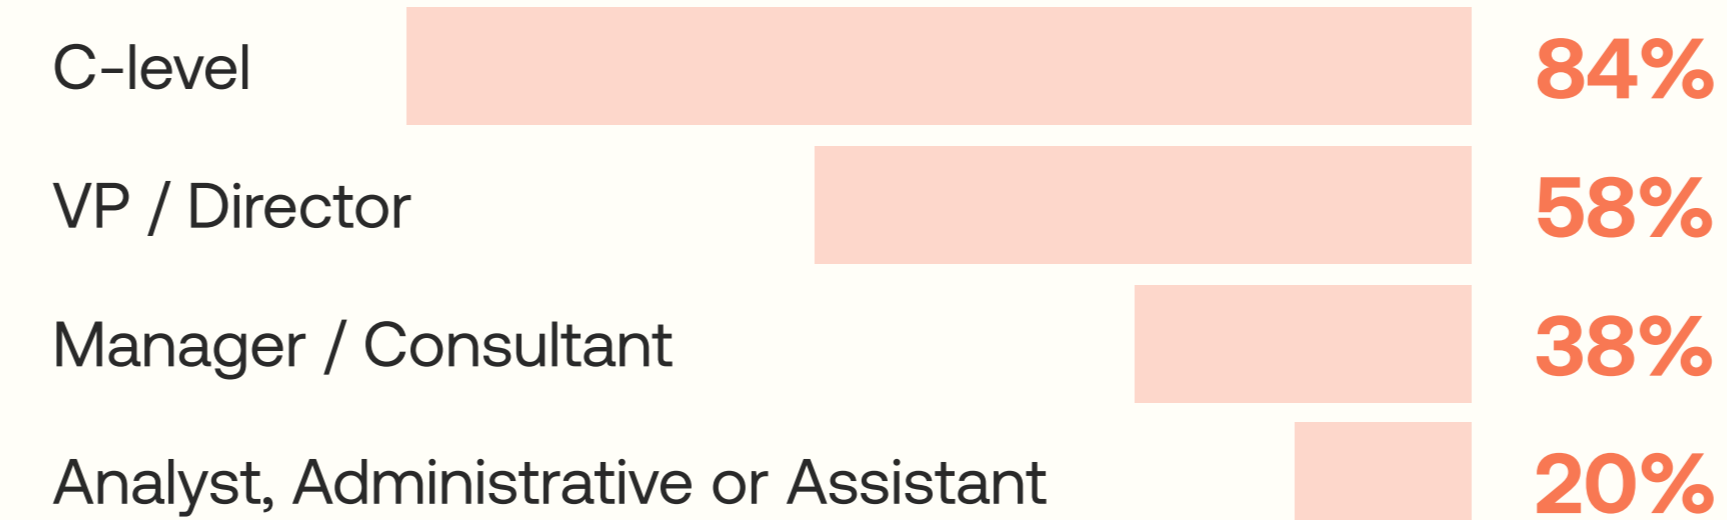 C-level 84%
VP / Director 58%
Manager / Consultant 38%
Analyst, Administrative or Assistant 20%